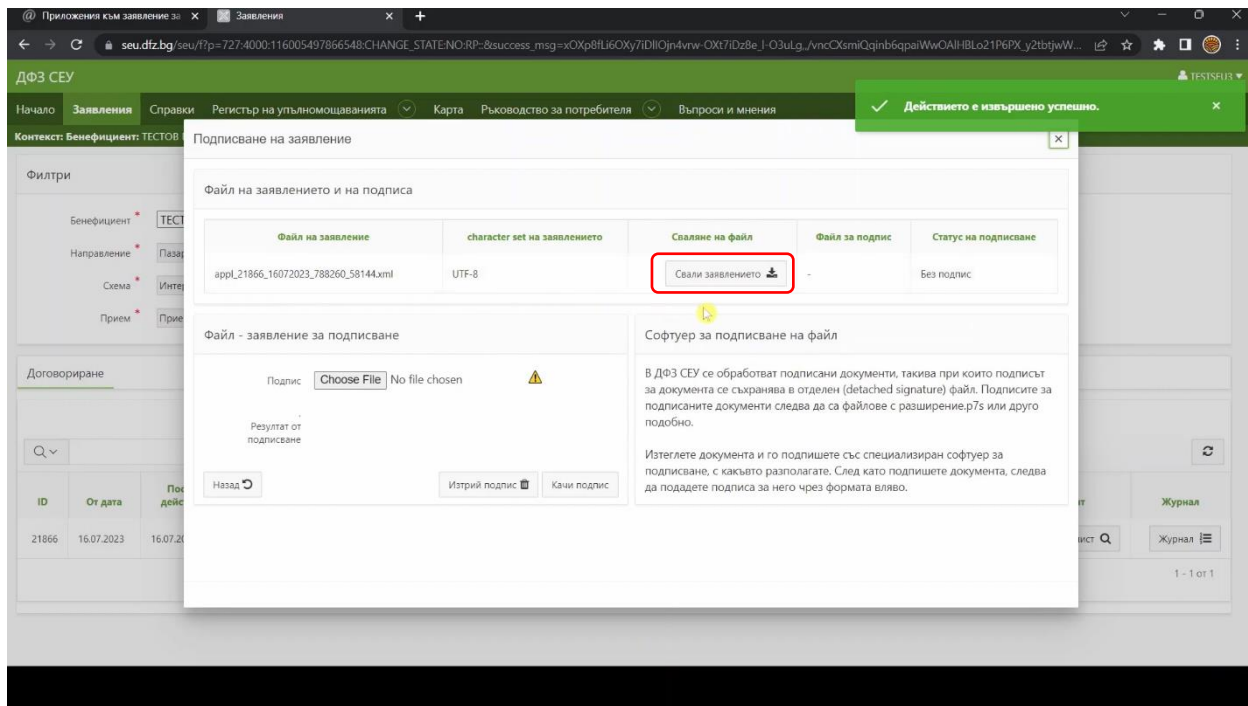 Приложения към заявление за
Заявления
seu.dfz.bg/seu/f?p=727:4000:116005497866548:CHANGE_STATE:NO:RP::&success_msg=
ДФЗ СЕУ
TESTSEU3
Начало Заявления Справки Регистър на упълномощаванията Карта Ръководство за потребителя Въпроси и мнения
Действието е извършено успешно.
Контекст: Бенефициент: ТЕСТОВ
Подписване на заявление
Филтри
Бенефициент *
Направление *
Схема *
Прием *
Файл на заявлението и на подписа
Файл на заявление character set на заявлението Сваляне на файл Файл за подпис Статус на подписване
appl_21866_16072023_788260_58144.xml UTF-8 Свали заявлението - Без подпис
Файл - заявление за подписване
Подпис Choose File No file chosen
Резултат от
подписване
Назад Изтрий подпис Качи подпис
Софтуер за подписване на файл
В ДФЗ СЕУ се обработват подписани документи, такива при които подписът
за документа се съхранява в отделен (detached signature) файл. Подписите за
подписаните документи следва да са файлове с разширение.p7s или друго
подобно.
Изтеглете документа и го подпишете със специализиран софтуер за
подписване, с какъвто разполагате. След като подпишете документа, следва
да подадете подписа за него чрез формата вляво.
Договориране
ID От дата Журнал
21866 16.07.2023 16.07.20 Журнал
1 - 1 от 1